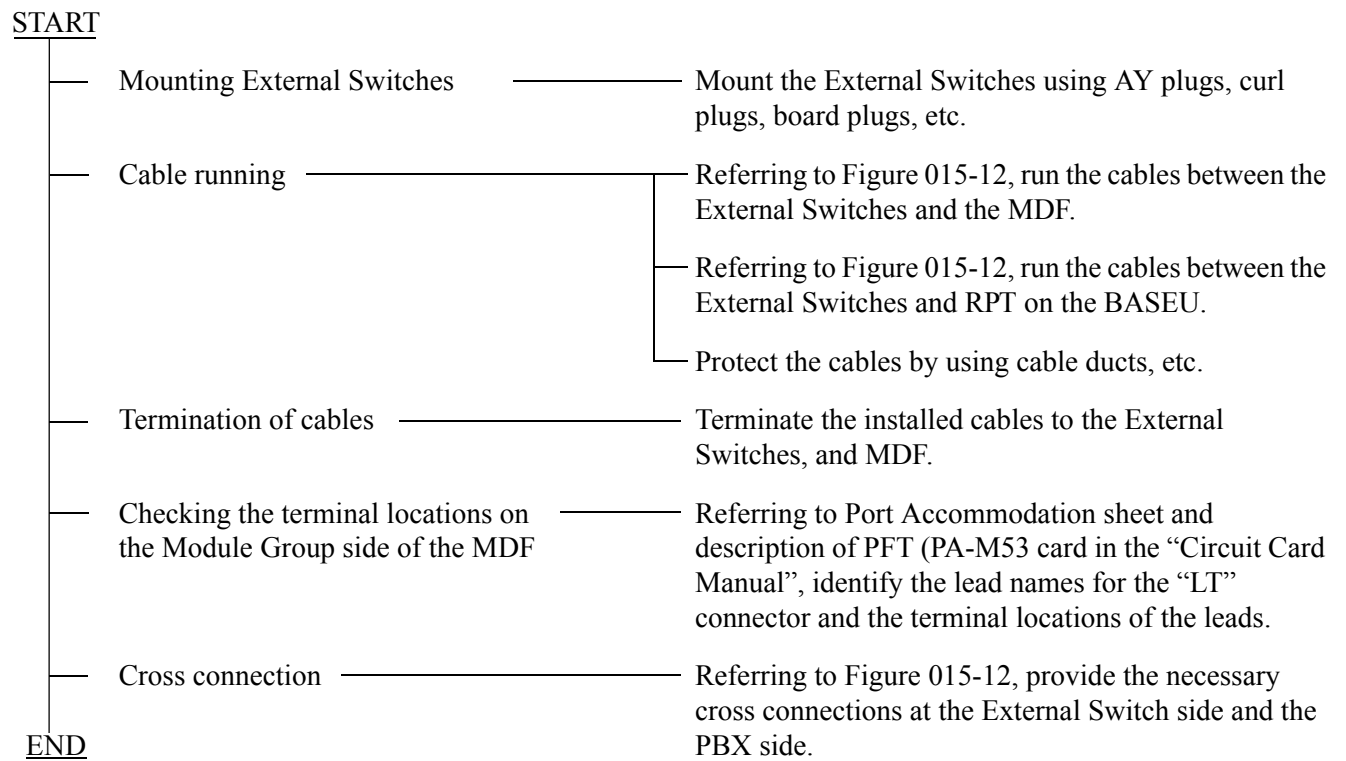 START
Mounting External Switches
Mount the External Switches using AY plugs, curl
plugs, board plugs, etc.
Cable running
Referring to Figure 015-12, run the cables between the
External Switches and the MDF.
Referring to Figure 015-12, run the cables between the
External Switches and RPT on the BASEU.
Protect the cables by using cable ducts, etc.
Termination of cables
Terminate the installed cables to the External
Switches, and MDF.
Checking the terminal locations on
the Module Group side of the MDF
Referring to Port Accommodation sheet and
description of PFT (PA-M53 card in the “Circuit Card
Manual”, identify the lead names for the “LT”
connector and the terminal locations of the leads.
Cross connection
Referring to Figure 015-12, provide the necessary
cross connections at the External Switch side and the
PBX side.
END